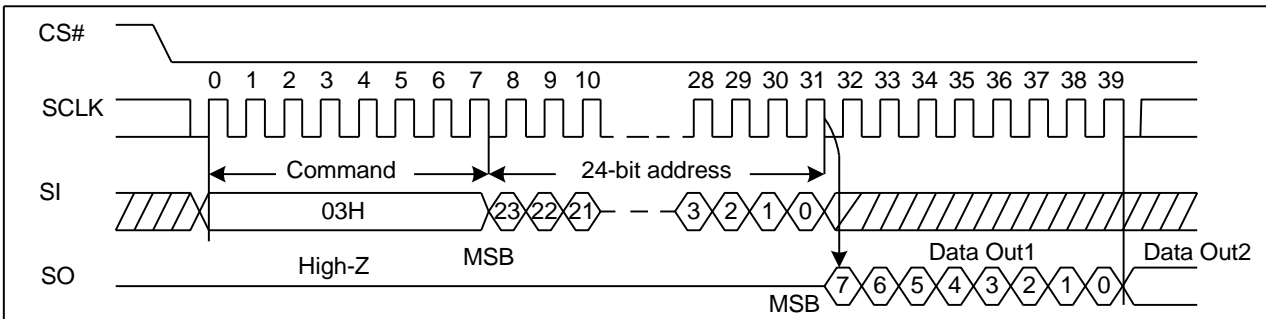 CS#
0 1 2 3 4 5 6 7 8 9 10 28 29 30 31 32 33 34 35 36 37 38 39
SCLK
Command 24-bit address
SI
03H 23 22 21 3 2 1 0
High-Z MSB Data Out1 Data Out2
SO
MSB 7 6 5 4 3 2 1 0